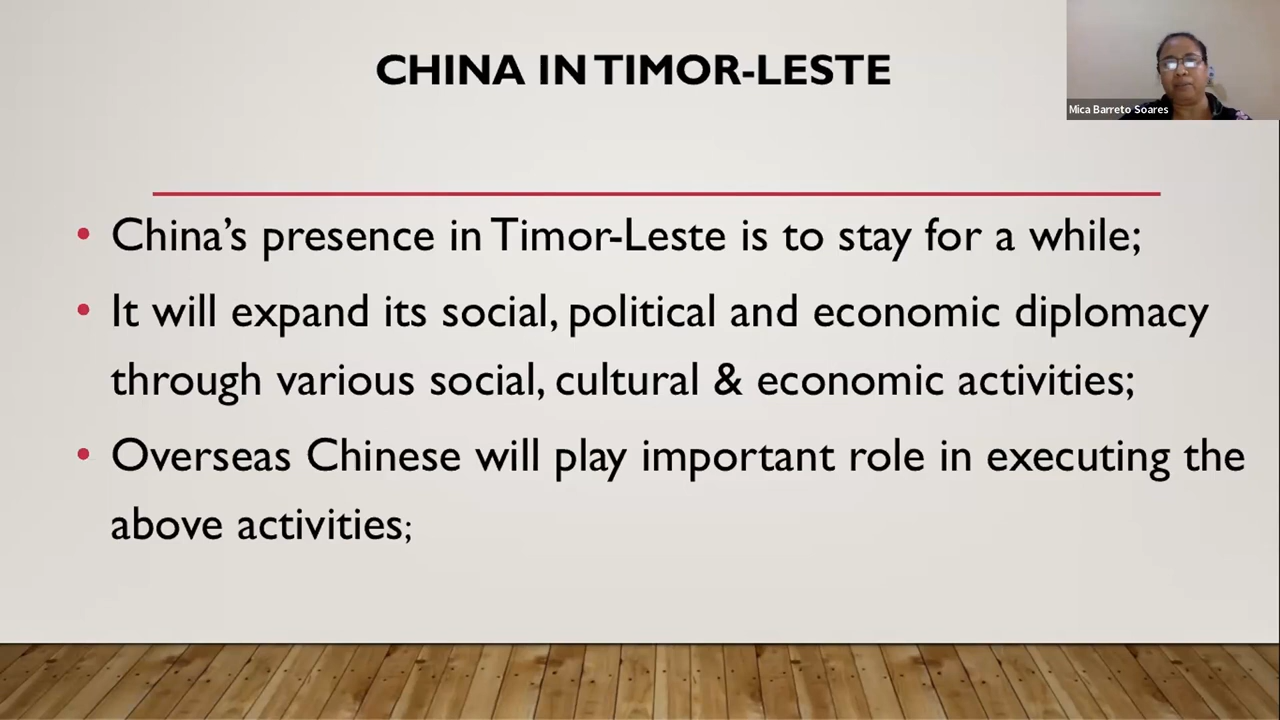 CHINA IN TIMOR-LESTE
Mica Barreto Soares
• China’s presence in Timor-Leste is to stay for a while;
• It will expand its social, political and economic diplomacy
through various social, cultural & economic activities;
• Overseas Chinese will play important role in executing the
above activities;